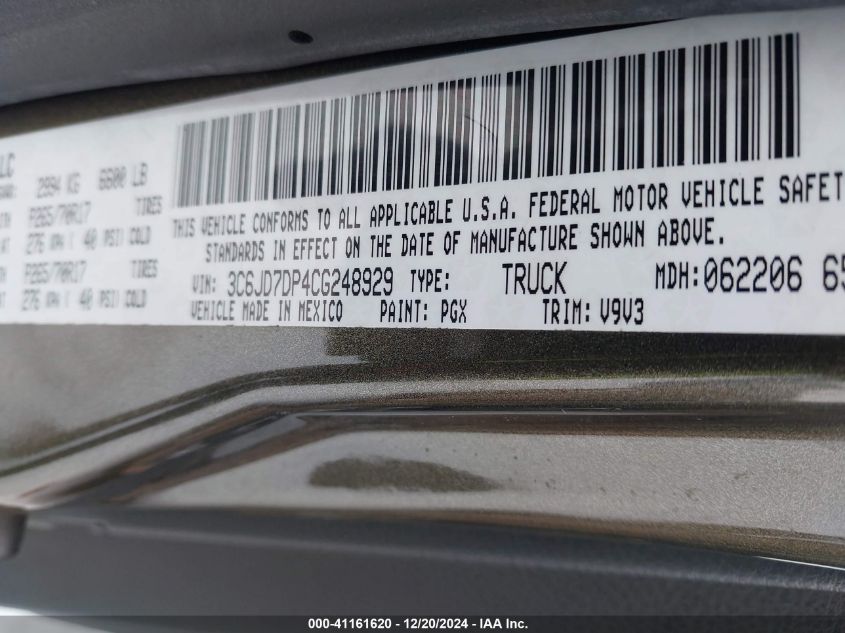 LC
2994 KG 6600 LB
P265/70R17 TIRES
276 KPA ( 40 PSI) COLD
P265/70R17 TIRES
276 KPA ( 40 PSI) COLD
THIS VEHICLE CONFORMS TO ALL APPLICABLE U.S.A. FEDERAL MOTOR VEHICLE SAFET
STANDARDS IN EFFECT ON THE DATE OF MANUFACTURE SHOWN ABOVE.
VIN: 3C6JD7DP4CG248929 TYPE: TRUCK MDH:062206 65
VEHICLE MADE IN MEXICO PAINT: PGX TRIM: V9V3
000-41161620 - 12/20/2024 - IAA Inc.